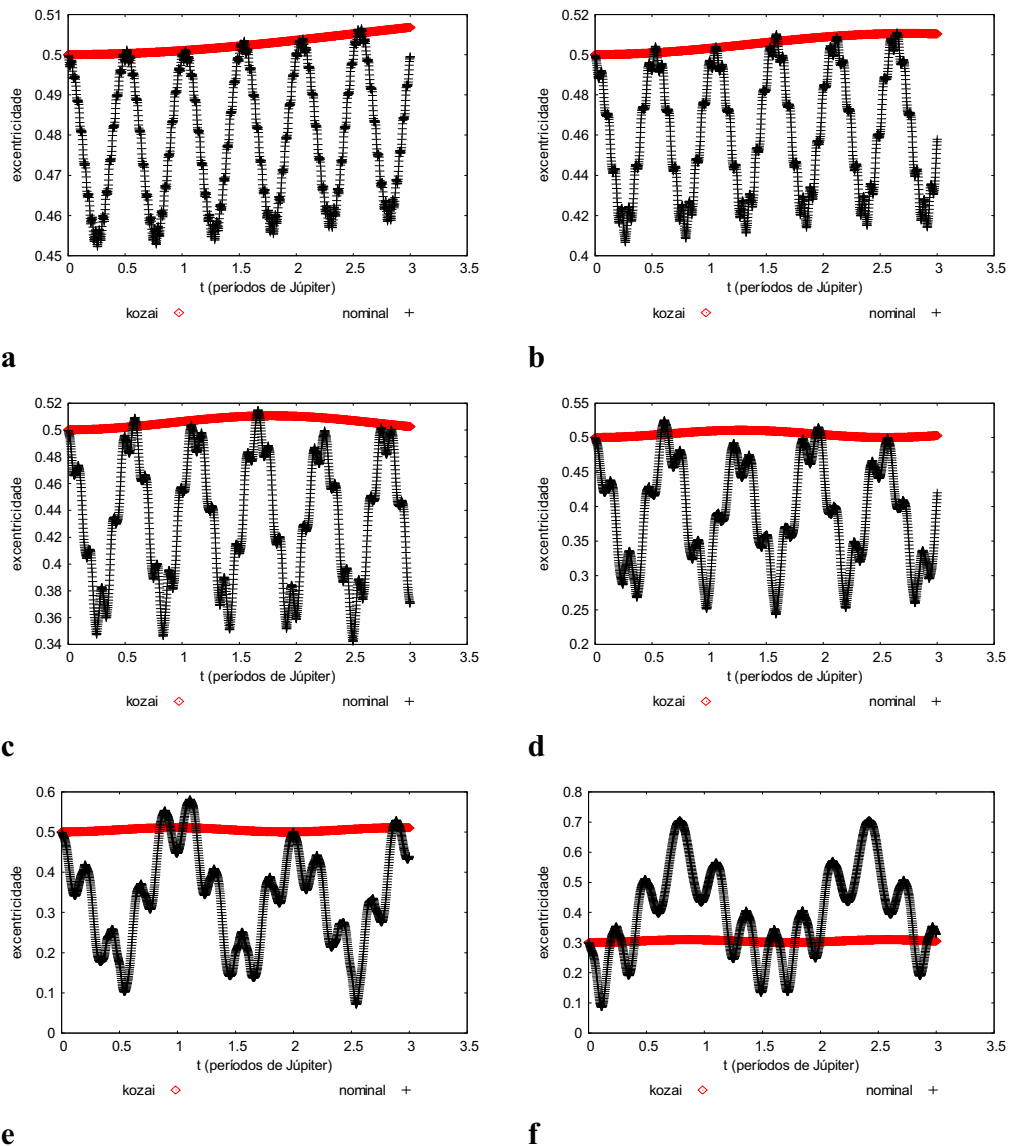 0.51
0.5
0.49
0.48
0.47
0.46
0.45
excentricidade
0 0.5 1 1.5 2 2.5 3 3.5
t (períodos de Júpiter)
kozai nominal
a
0.52
0.5
0.48
0.46
0.44
0.42
0.4
excentricidade
0 0.5 1 1.5 2 2.5 3 3.5
t (períodos de Júpiter)
kozai nominal
b
0.52
0.5
0.48
0.46
0.44
0.42
0.4
0.38
0.36
0.34
excentricidade
0 0.5 1 1.5 2 2.5 3 3.5
t (períodos de Júpiter)
kozai nominal
c
0.55
0.5
0.45
0.4
0.35
0.3
0.25
0.2
excentricidade
0 0.5 1 1.5 2 2.5 3 3.5
t (períodos de Júpiter)
kozai nominal
d
0.6
0.5
0.4
0.3
0.2
0.1
0
excentricidade
0 0.5 1 1.5 2 2.5 3 3.5
t (períodos de Júpiter)
kozai nominal
e
0.8
0.7
0.6
0.5
0.4
0.3
0.2
0.1
0
excentricidade
0 0.5 1 1.5 2 2.5 3 3.5
t (períodos de Júpiter)
kozai nominal
f